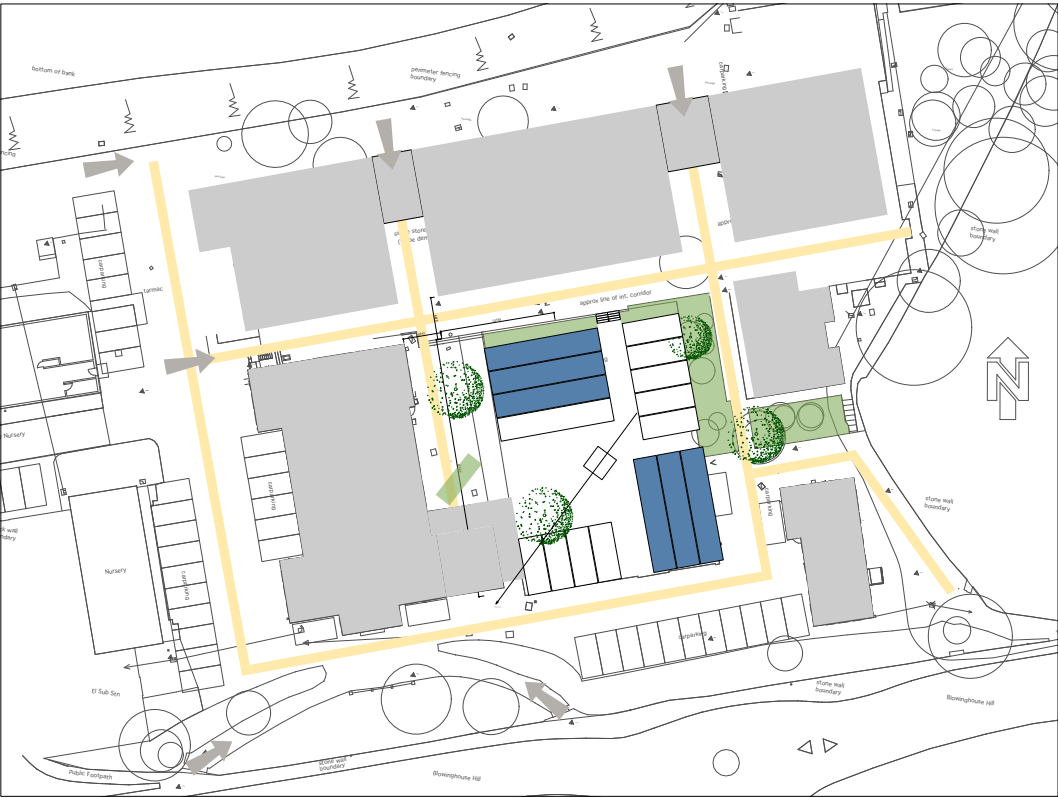 bottom of bank
perimeter fencing
boundary
stone wall
boundary
carparking
tarmac
approx line of int. corridor
Nursery
carparking
stone wall
boundary
carparking
Nursery
carparking
carparking
El Sub Stn
stone wall
boundary
Blowinghouse Hill
stone wall
boundary
Public Footpath
Blowinghouse Hill
N